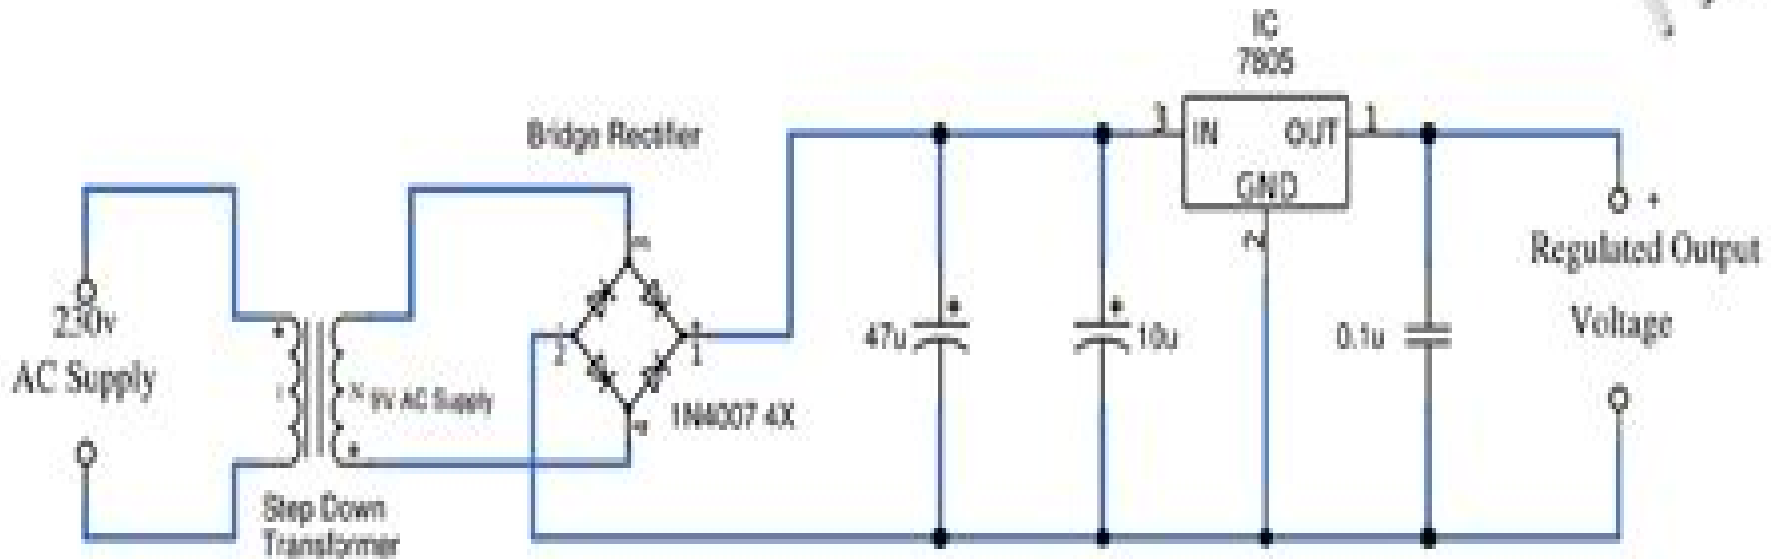 IC
7805
Bridge Rectifier
3
IN
OUT
1
GND
2
+
Regulated Output
Voltage
230v
AC Supply
9V AC Supply
2
1N4007 4X
47u
10u
0.1u
Step Down
Transformer